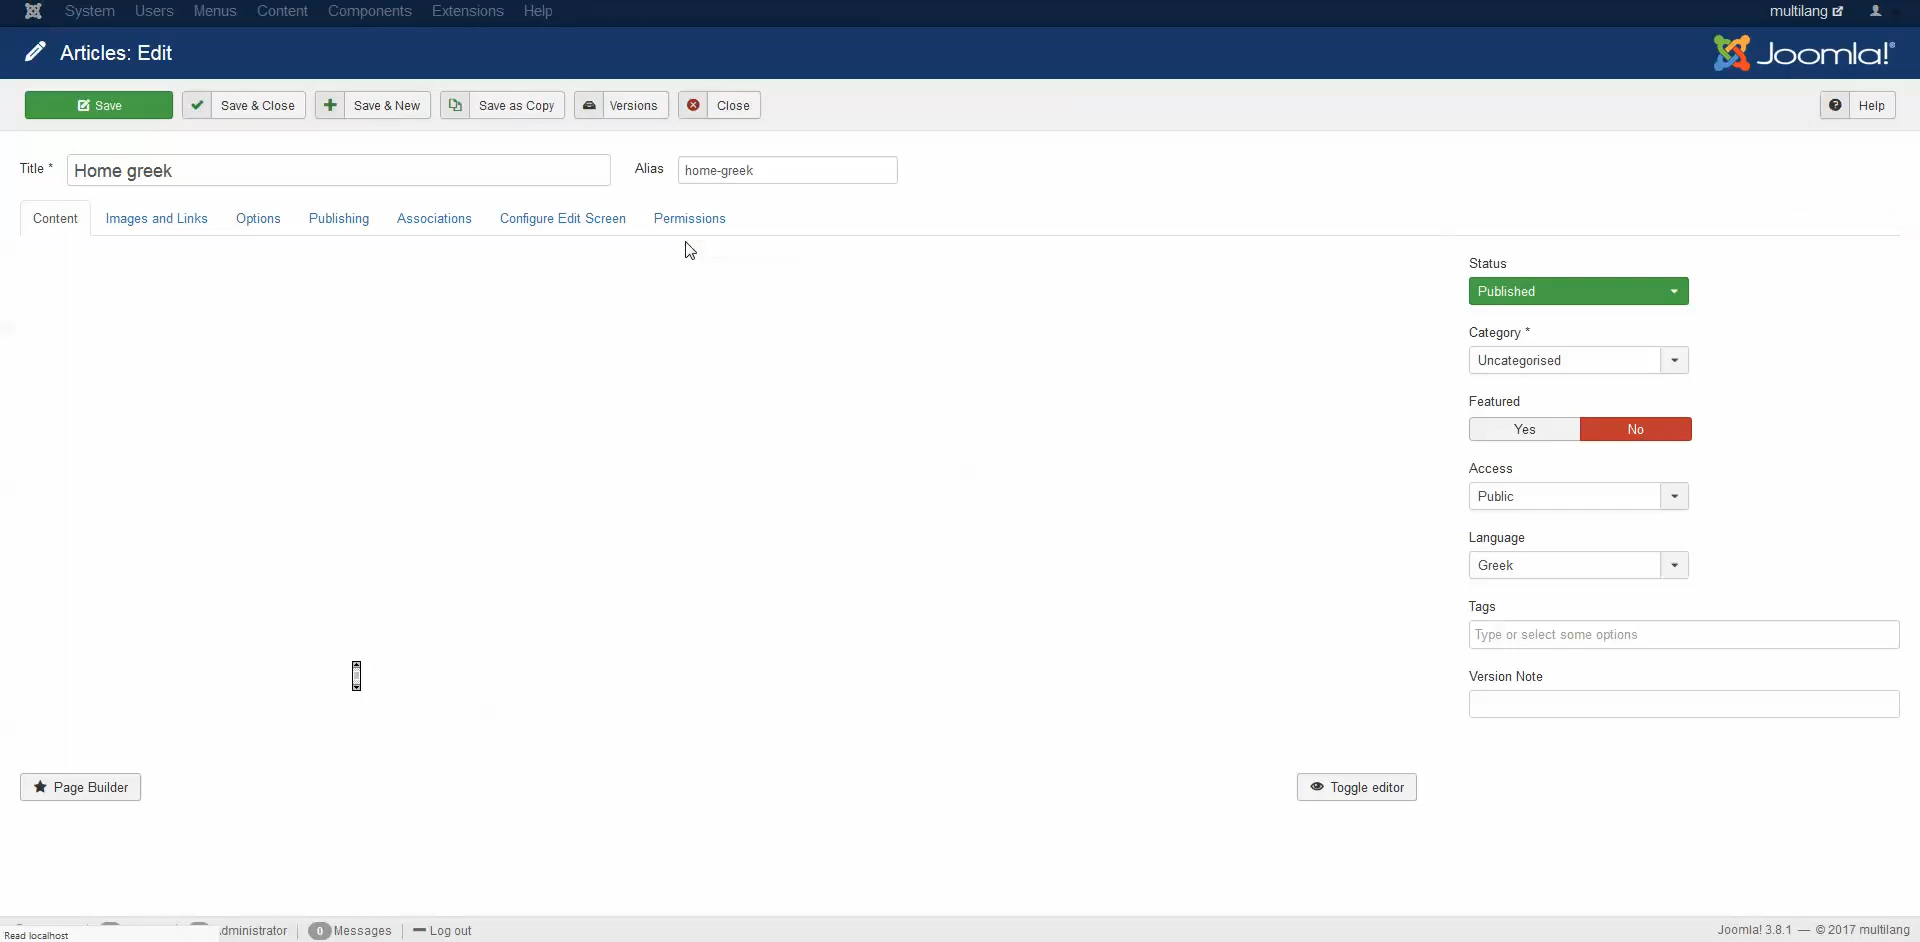 System Users Menus Content Components Extensions Help multilang
Articles: Edit Joomla!®
Save Save & Close Save & New Save as Copy Versions Close Help
Title * Home greek Alias home-greek
Content Images and Links Options Publishing Associations Configure Edit Screen Permissions
Status
Published
Category *
Uncategorised
Featured
Yes No
Access
Public
Language
Greek
Tags
Type or select some options
Version Note
Page Builder Toggle editor
dministrator 0 Messages Log out Joomla! 3.8.1 — © 2017 multilang
Read localhost